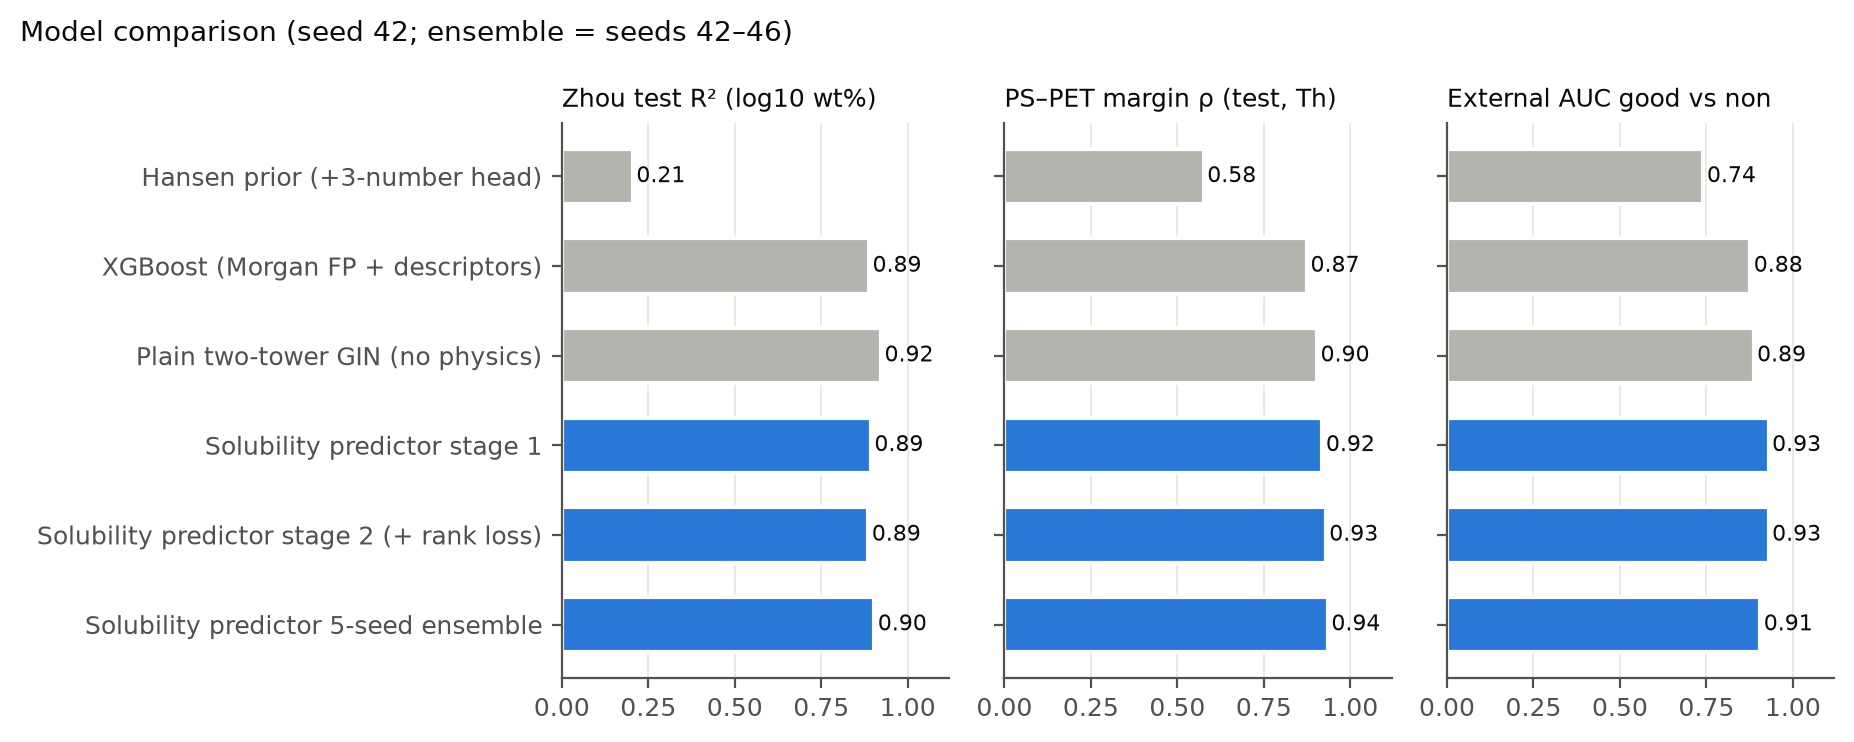 Model comparison (seed 42; ensemble = seeds 42–46)
Zhou test R² (log10 wt%)
PS–PET margin ρ (test, Th)
External AUC good vs non
Hansen prior (+3-number head)
0.21
0.58
0.74
XGBoost (Morgan FP + descriptors)
0.89
0.87
0.88
Plain two-tower GIN (no physics)
0.92
0.90
0.89
Solubility predictor stage 1
0.89
0.92
0.93
Solubility predictor stage 2 (+ rank loss)
0.89
0.93
0.93
Solubility predictor 5-seed ensemble
0.90
0.94
0.91
0.00 0.25 0.50 0.75 1.00
0.00 0.25 0.50 0.75 1.00
0.00 0.25 0.50 0.75 1.00